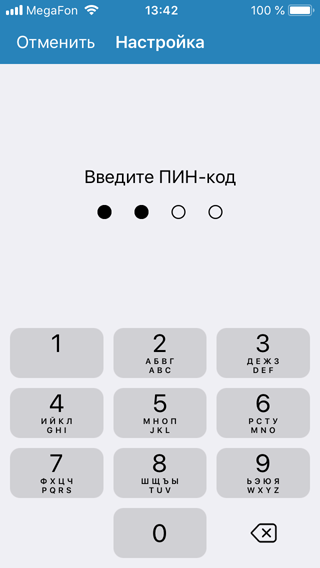 MegaFon 13:42 100 %
Отменить Настройка
Введите ПИН-код
1 2 3
АБВГ ДЕЖЗ
ABC DEF
4 5 6
ИЙКЛ МНОП РСТУ
GHI JKL MNO
7 8 9
ФХЦЧ ШЩЪЫ ЬЭЮЯ
PQRS TUV WXYZ
0